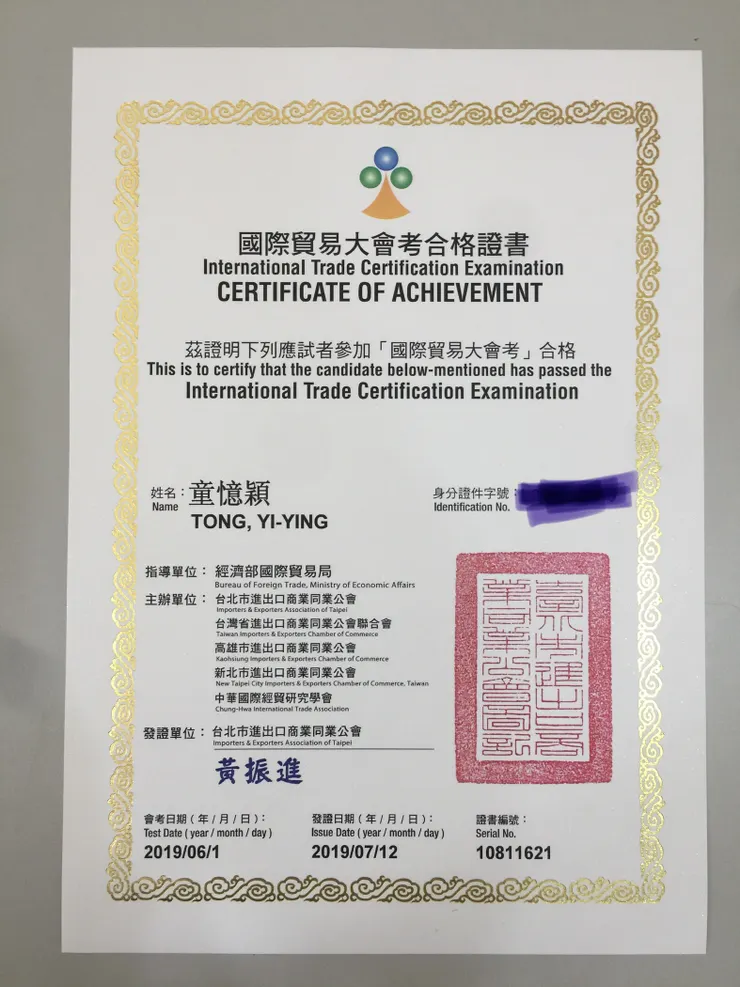 國際貿易大會考合格證書
International Trade Certification Examination
CERTIFICATE OF ACHIEVEMENT
茲證明下列應試者參加「國際貿易大會考」合格
This is to certify that the candidate below-mentioned has passed the
International Trade Certification Examination
姓名：童憶穎 身分證件字號：
Name Identification No.
TONG, YI-YING
指導單位：經濟部國際貿易局
Bureau of Foreign Trade, Ministry of Economic Affairs
主辦單位：台北市進出口商業同業公會
Importers & Exporters Association of Taipei
台灣省進出口商業同業公會聯合會
Taiwan Importers & Exporters Chamber of Commerce
高雄市進出口商業同業公會
Kaohsiung Importers & Exporters Chamber of Commerce
新北市進出口商業同業公會
New Taipei City Importers & Exporters Chamber of Commerce, Taiwan
中華國際經貿研究學會
Chung-Hwa International Trade Association
發證單位：台北市進出口商業同業公會
Importers & Exporters Association of Taipei
黃振進
會考日期（年/月/日）： 發證日期（年/月/日）： 證書編號：
Test Date ( year / month / day ) Issue Date ( year / month / day ) Serial No.
2019/06/1 2019/07/12 10811621